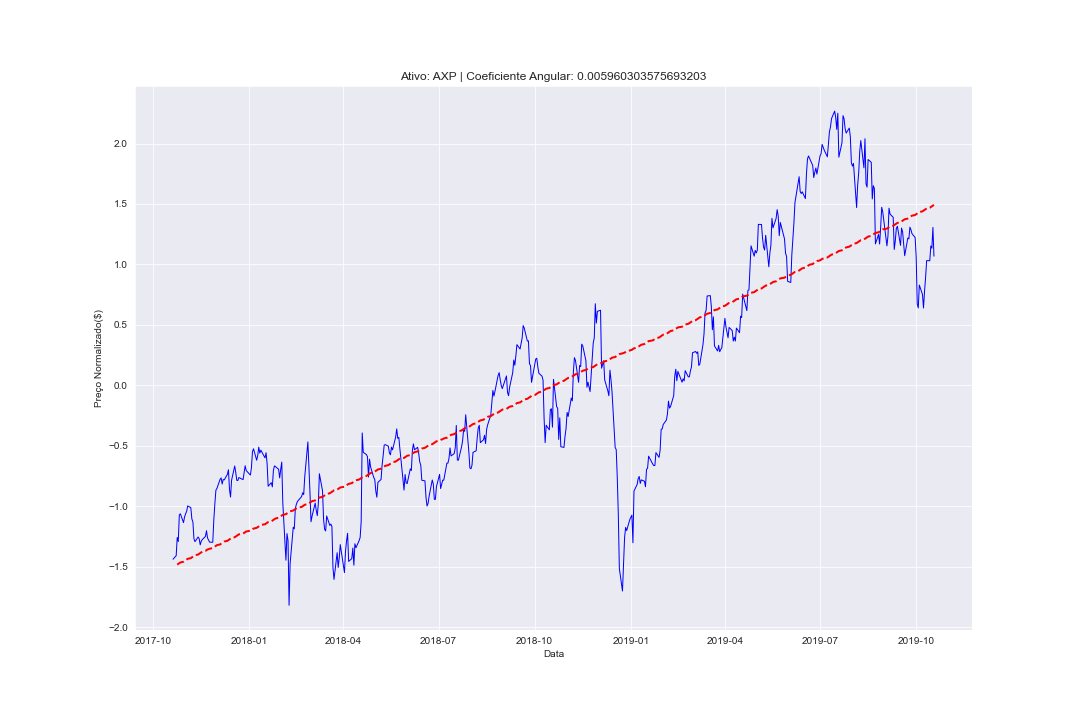 Ativo: AXP | Coeficiente Angular: 0.005960303575693203
2.0
1.5
1.0
0.5
0.0
−0.5
−1.0
−1.5
−2.0
Preço Normalizado($)
2017-10 2018-01 2018-04 2018-07 2018-10 2019-01 2019-04 2019-07 2019-10
Data